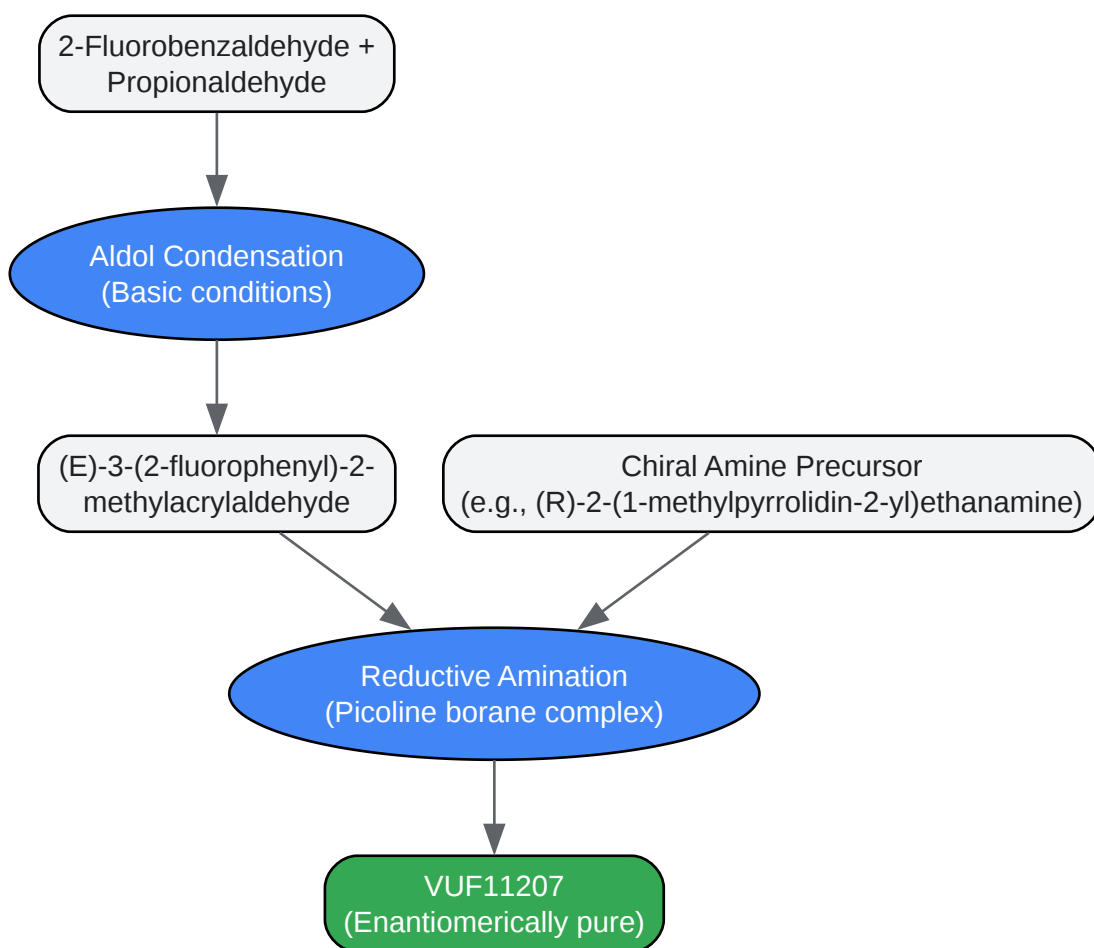 2-Fluorobenzaldehyde +
Propionaldehyde
Aldol Condensation
(Basic conditions)
(E)-3-(2-fluorophenyl)-2-
methylacrylaldehyde
Chiral Amine Precursor
(e.g., (R)-2-(1-methylpyrrolidin-2-yl)ethanamine)
Reductive Amination
(Picoline borane complex)
VUF11207
(Enantiomerically pure)